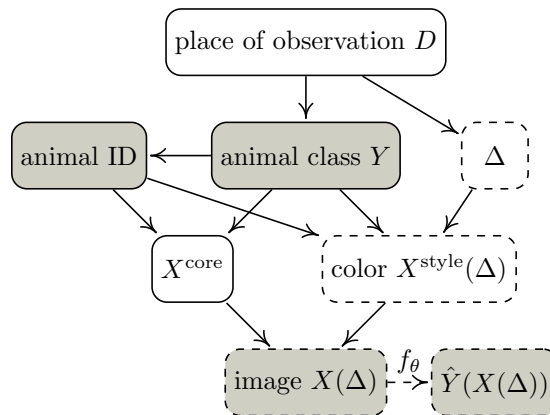 place of observation D
animal ID
animal class Y
Δ
X^core
color X^style(Δ)
image X(Δ)
f_θ
Ŷ(X(Δ))